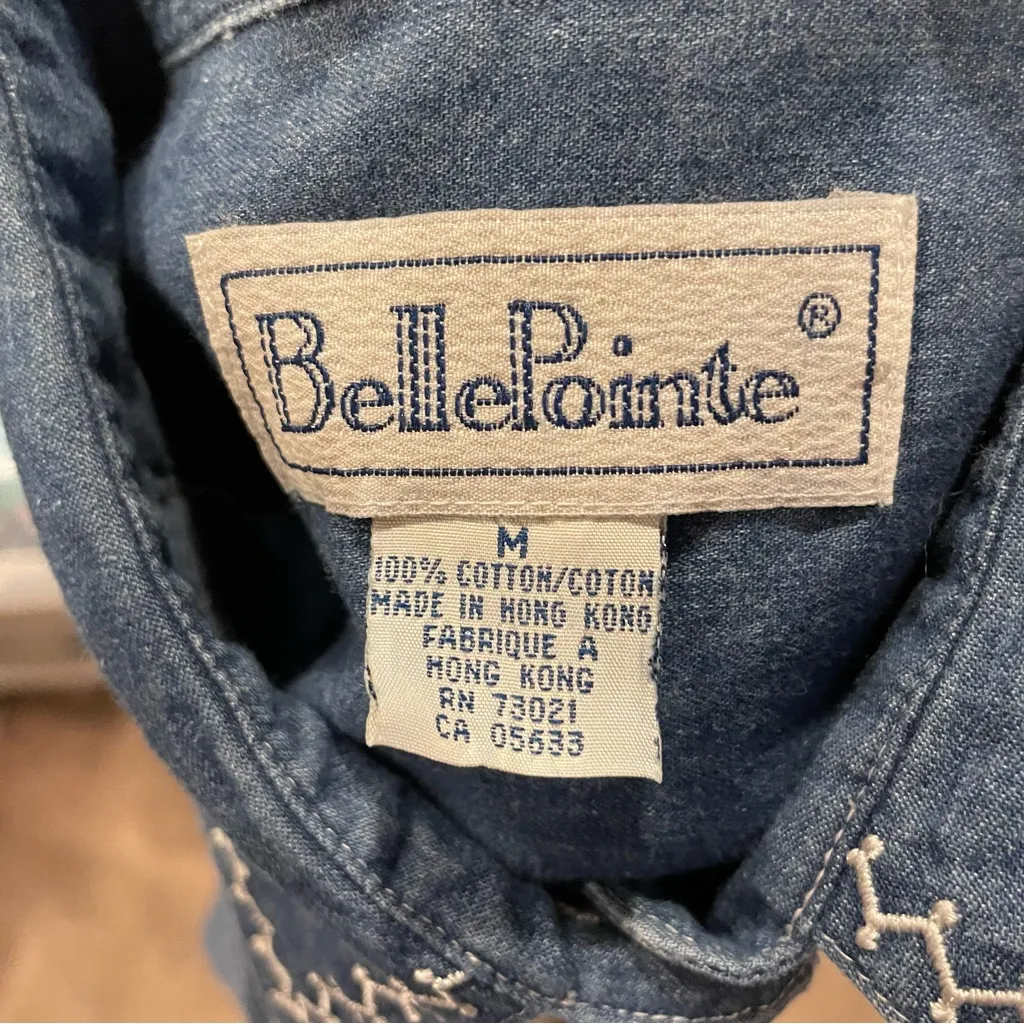 BellePointe ®
M
100% COTTON/COTON
MADE IN HONG KONG
FABRIQUE A
HONG KONG
RN 73021
CA 05633